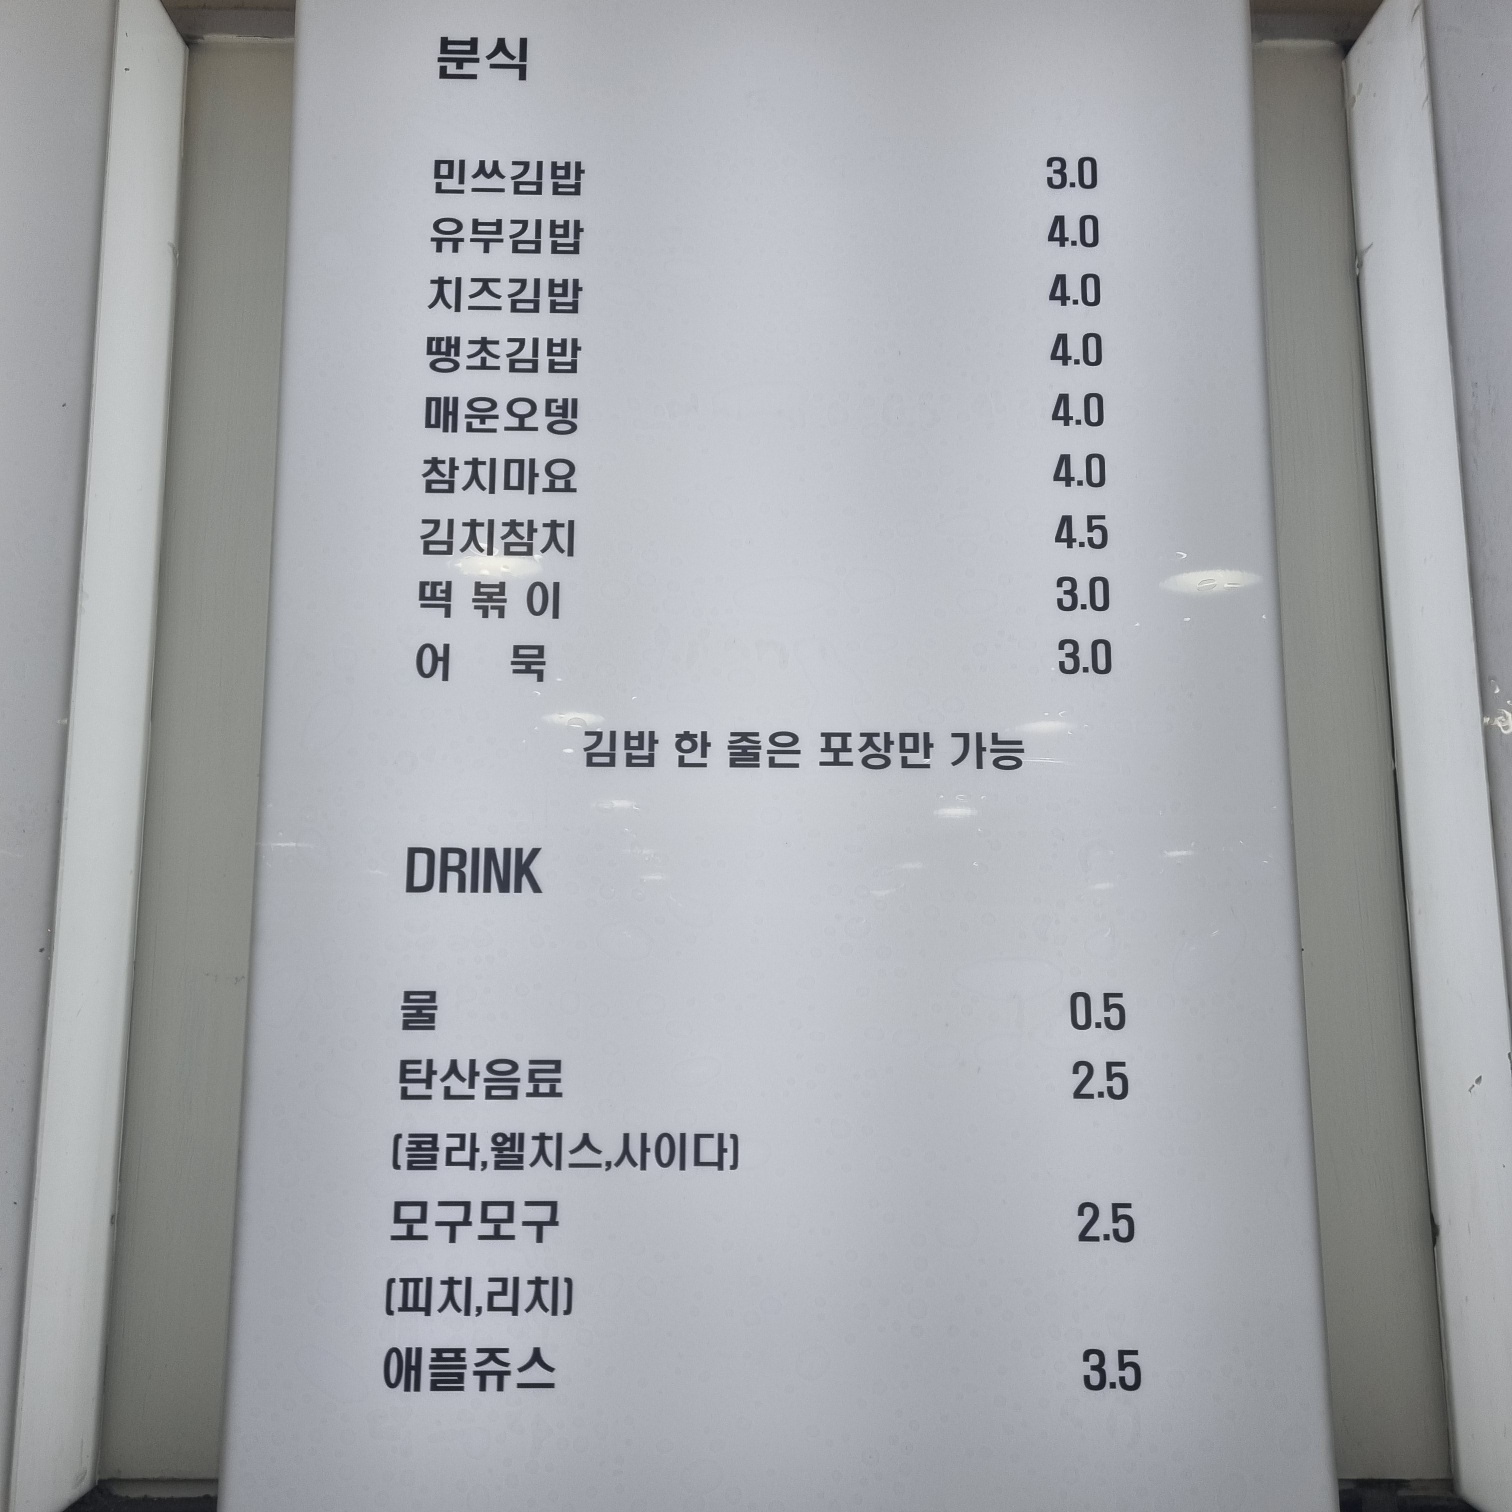 분식
민쓰김밥 3.0
유부김밥 4.0
치즈김밥 4.0
땡초김밥 4.0
매운오뎅 4.0
참치마요 4.0
김치참치 4.5
떡 볶 이 3.0
어 묵 3.0
김밥 한 줄은 포장만 가능
DRINK
물 0.5
탄산음료 2.5
(콜라,웰치스,사이다)
모구모구 2.5
(피치,리치)
애플쥬스 3.5